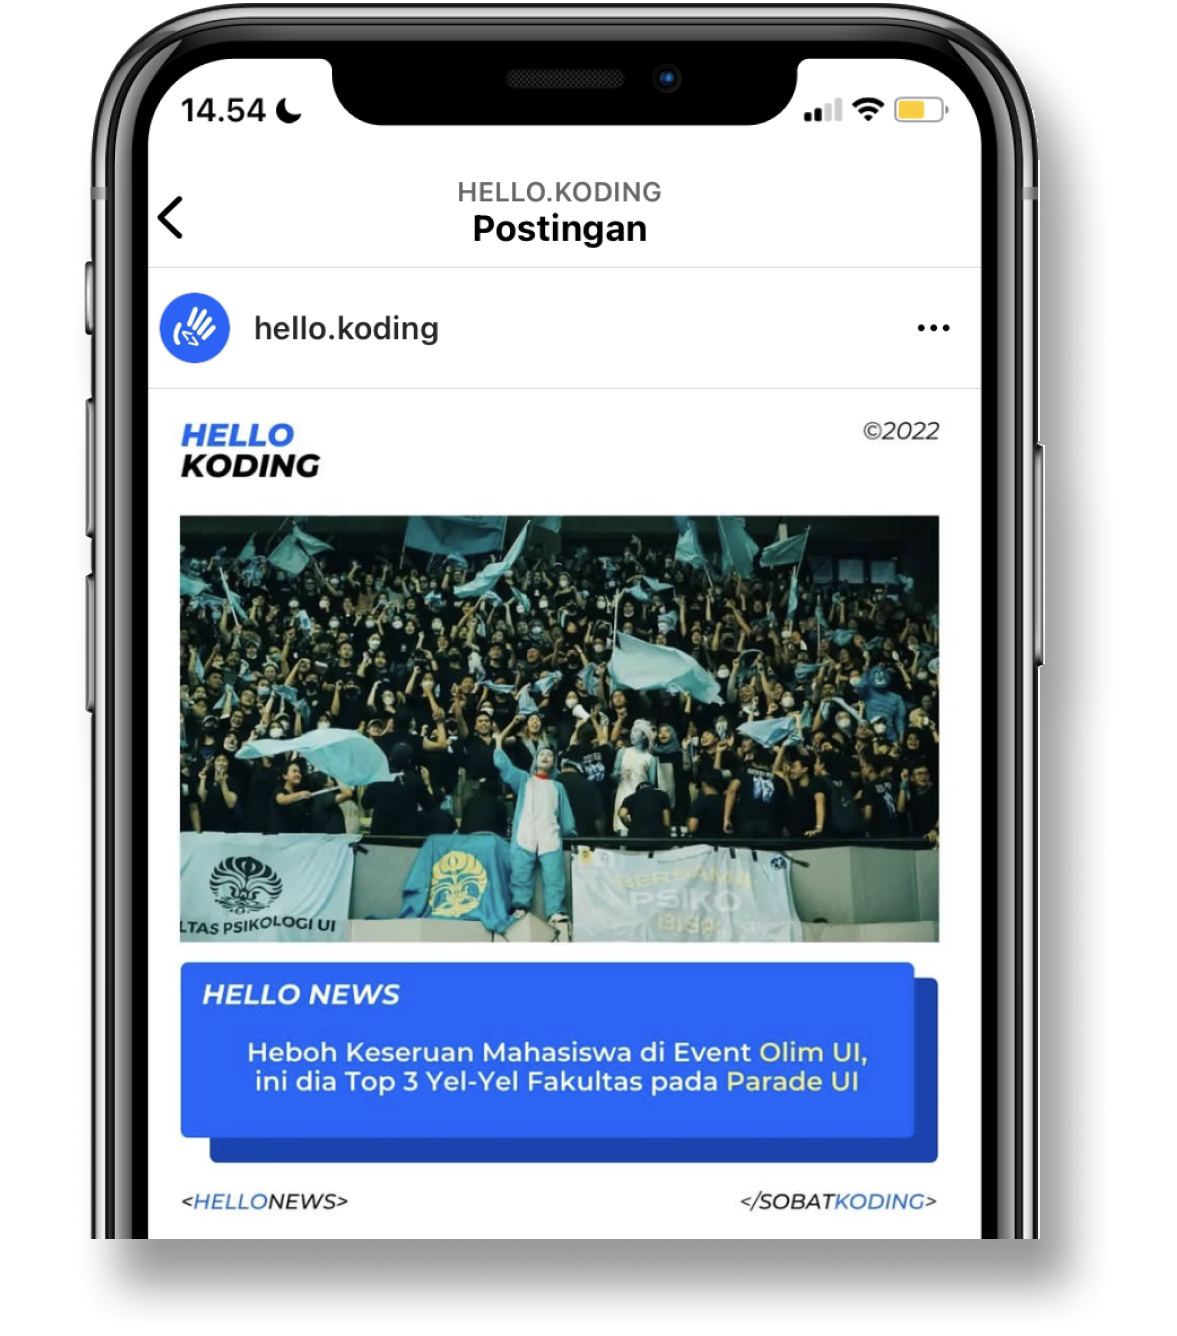 14.54
HELLO.KODING
Postingan
hello.koding
HELLO
KODING
©2022
LTAS PSIKOLOGI UI
BERSAMA
PSIKO
BISA
HELLO NEWS
Heboh Keseruan Mahasiswa di Event Olim UI,
ini dia Top 3 Yel-Yel Fakultas pada Parade UI
<HELLONEWS>
</SOBATKODING>